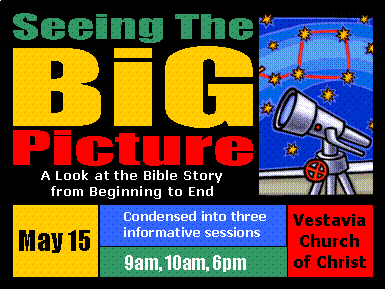 Seeing The
BiG
Picture
A Look at the Bible Story
from Beginning to End
May 15
Condensed into three
informative sessions
9am, 10am, 6pm
Vestavia
Church
of Christ